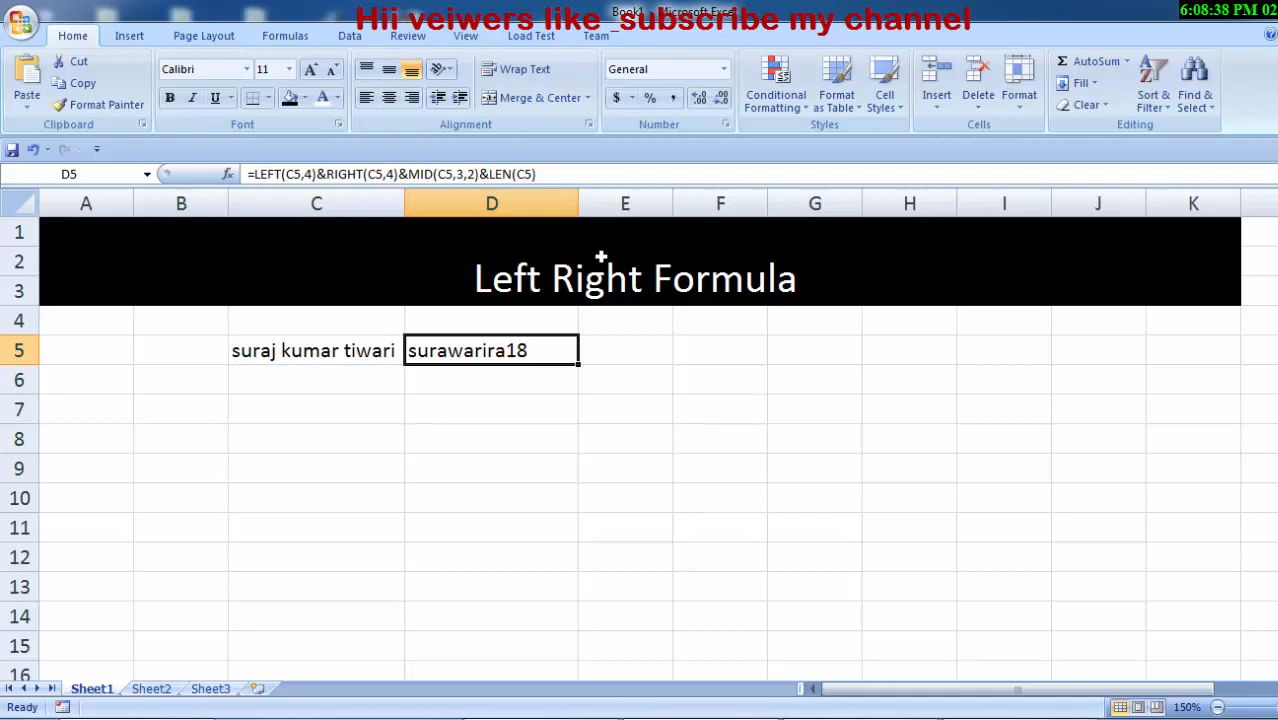 Book1 - Microsoft Excel
Hii veiwers like _subscribe my channel
6:08:38 PM 02
Home Insert Page Layout Formulas Data Review View Load Test Team
Paste Cut Copy Format Painter
Calibri 11
B I U
Wrap Text
Merge & Center
General
$ % ,
Conditional Formatting Format as Table Cell Styles
Insert Delete Format
Σ AutoSum
Fill
Clear
Sort & Filter Find & Select
Clipboard Font Alignment Number Styles Cells Editing
D5 fx =LEFT(C5,4)&RIGHT(C5,4)&MID(C5,3,2)&LEN(C5)
A B C D E F G H I J K
1
2
3
Left Right Formula
4
5 suraj kumar tiwari surawarira18
6
7
8
9
10
11
12
13
14
15
16
Sheet1 Sheet2 Sheet3
Ready 150%